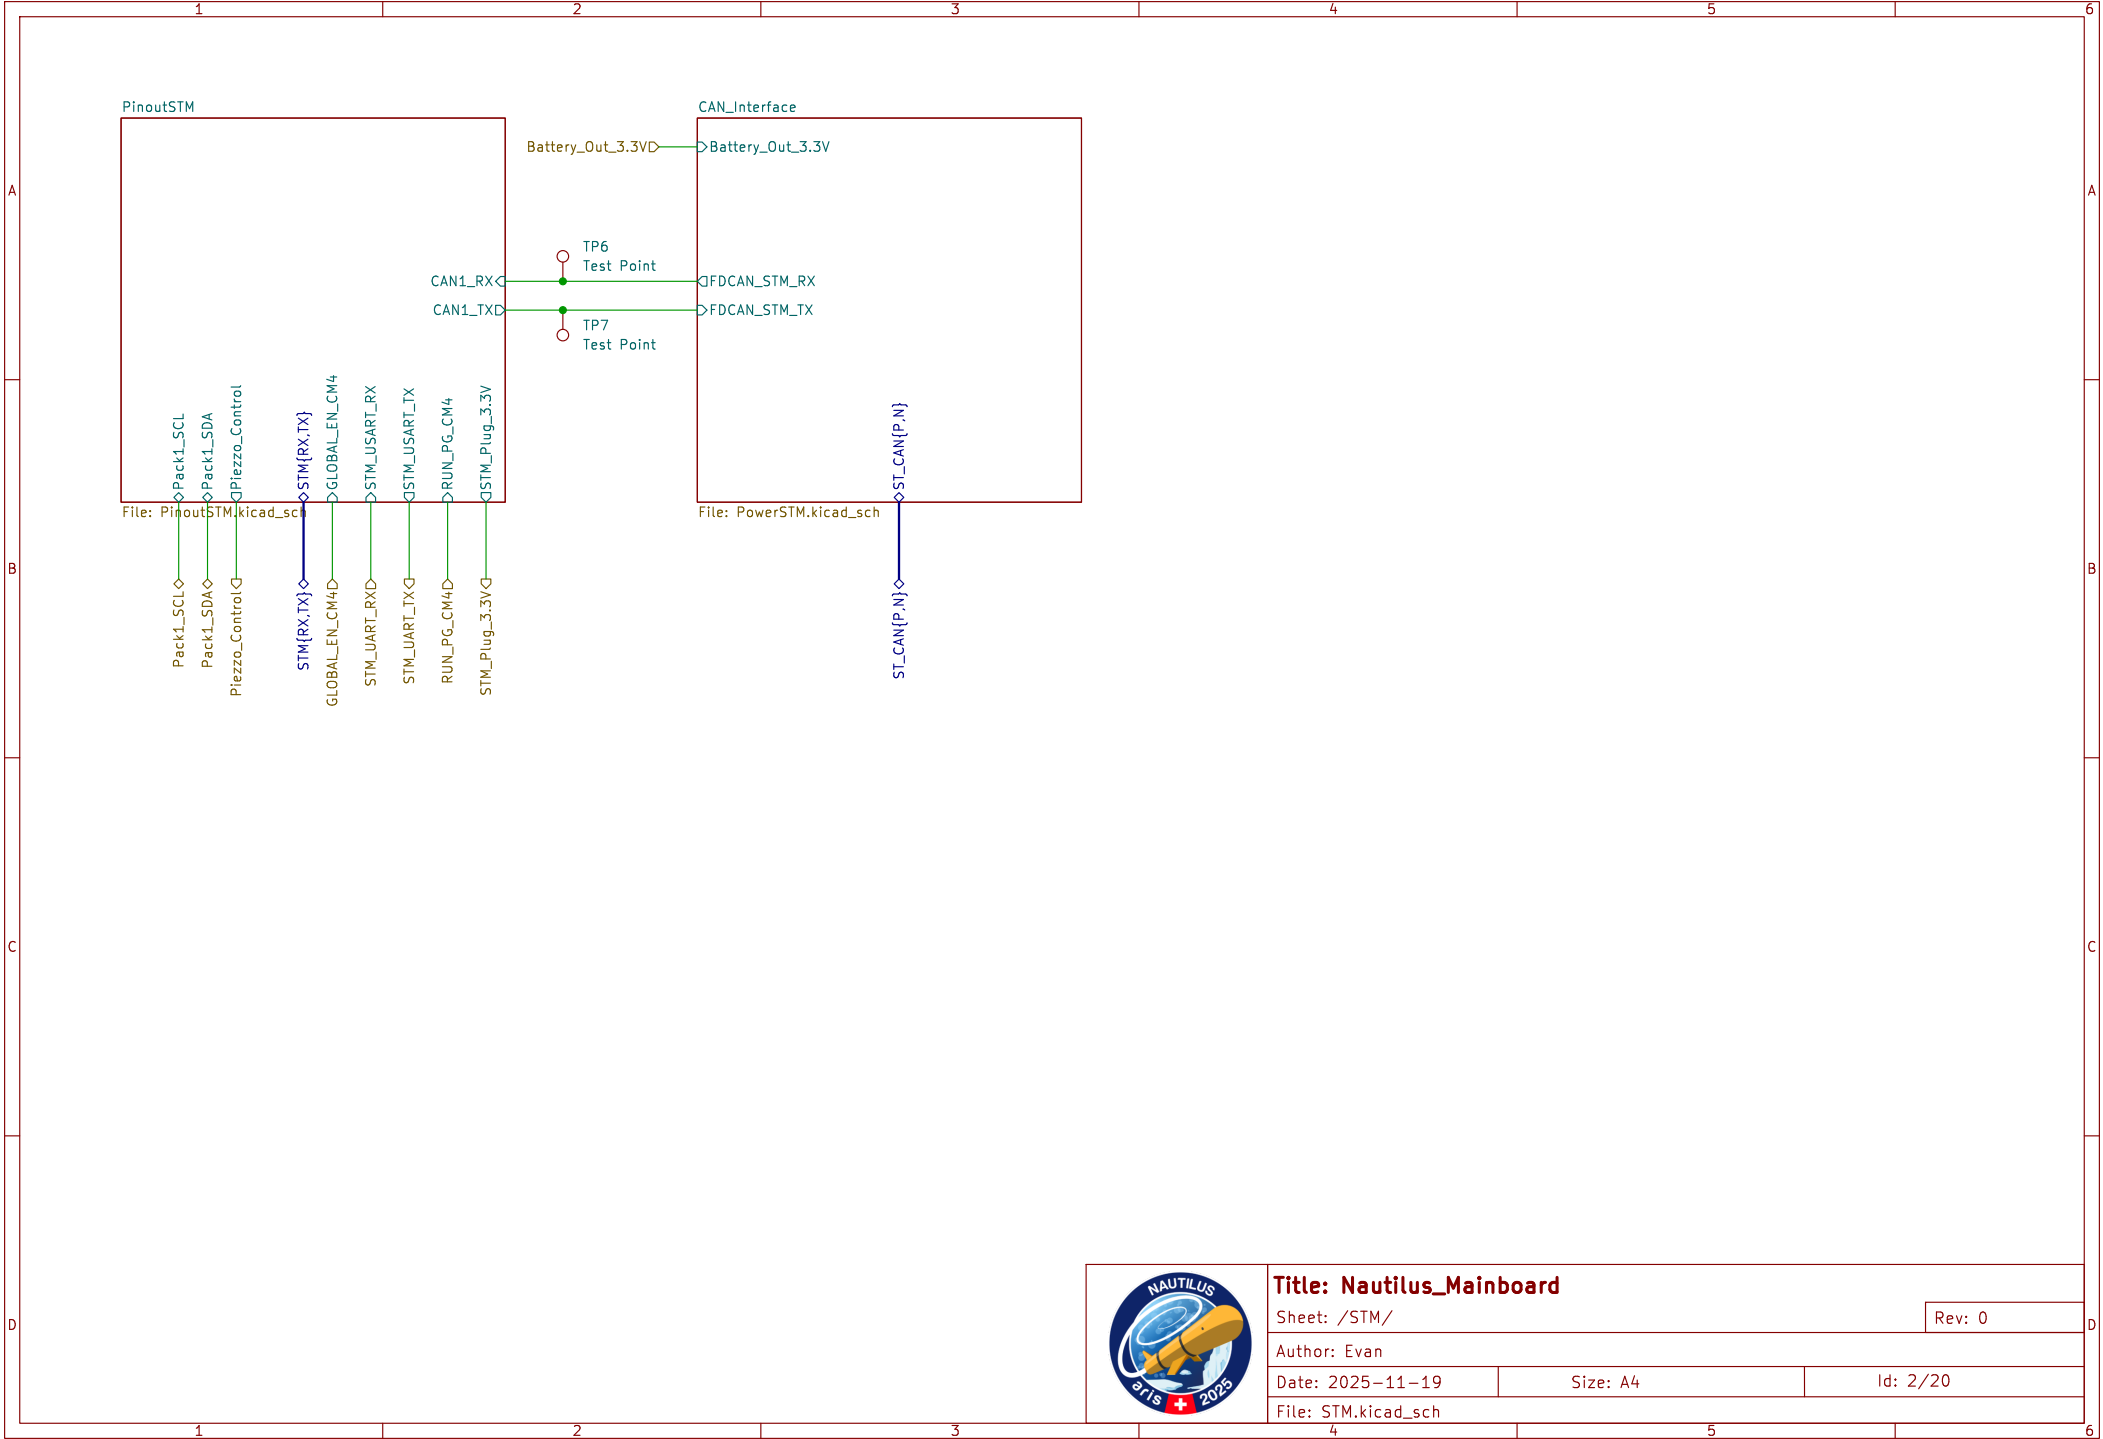 1 2 3 4 5 6
PinoutSTM
CAN_Interface
Battery_Out_3.3V
Battery_Out_3.3V
A
A
TP6
Test Point
CAN1_RX
FDCAN_STM_RX
CAN1_TX
FDCAN_STM_TX
TP7
Test Point
Pack1_SCL
Pack1_SDA
Piezzo_Control
STM{RX,TX}
GLOBAL_EN_CM4
STM_USART_RX
STM_USART_TX
RUN_PG_CM4
STM_Plug_3.3V
ST_CAN{P,N}
File: PinoutSTM.kicad_sch
File: PowerSTM.kicad_sch
B
B
Pack1_SCL
Pack1_SDA
Piezzo_Control
STM{RX,TX}
GLOBAL_EN_CM4
STM_UART_RX
STM_UART_TX
RUN_PG_CM4
STM_Plug_3.3V
ST_CAN{P,N}
C
C
D
D
NAUTILUS
aris 2025
Title: Nautilus_Mainboard
Sheet: /STM/
Rev: 0
Author: Evan
Date: 2025-11-19
Size: A4
Id: 2/20
File: STM.kicad_sch
1 2 3 4 5 6